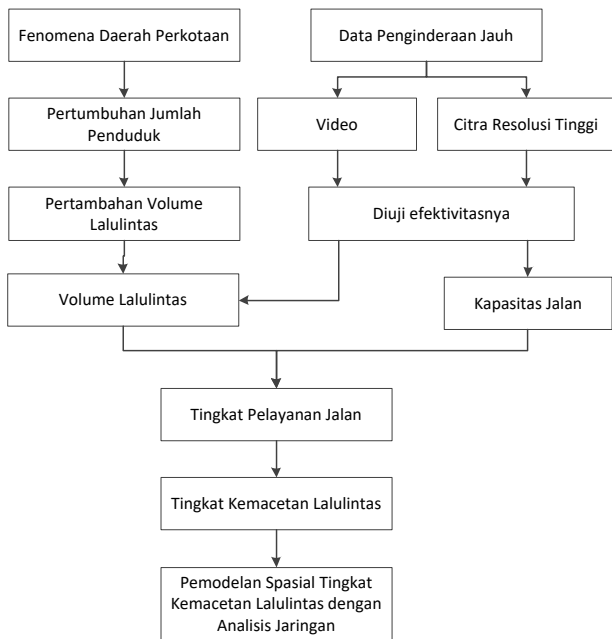 Fenomena Daerah Perkotaan
Data Penginderaan Jauh
Pertumbuhan Jumlah
Penduduk
Video
Citra Resolusi Tinggi
Pertambahan Volume
Lalulintas
Diuji efektivitasnya
Volume Lalulintas
Kapasitas Jalan
Tingkat Pelayanan Jalan
Tingkat Kemacetan Lalulintas
Pemodelan Spasial Tingkat
Kemacetan Lalulintas dengan
Analisis Jaringan